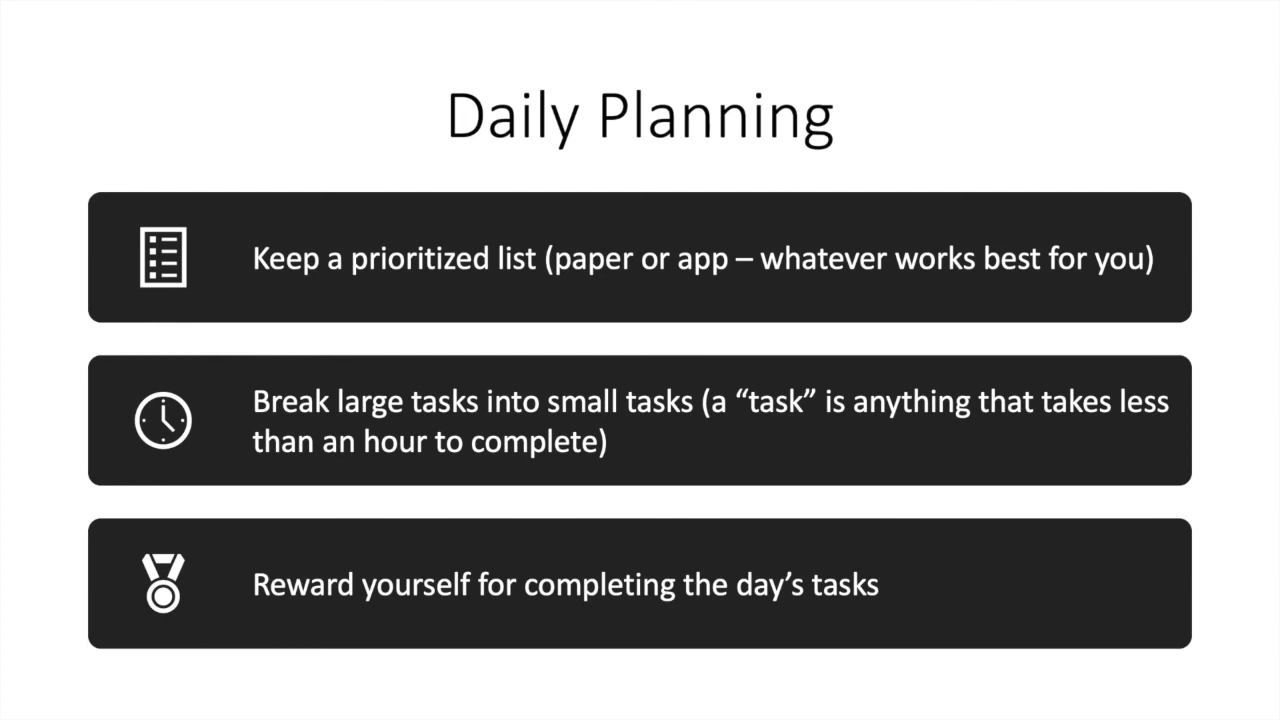 Daily Planning
Keep a prioritized list (paper or app – whatever works best for you)
Break large tasks into small tasks (a “task” is anything that takes less
than an hour to complete)
Reward yourself for completing the day’s tasks